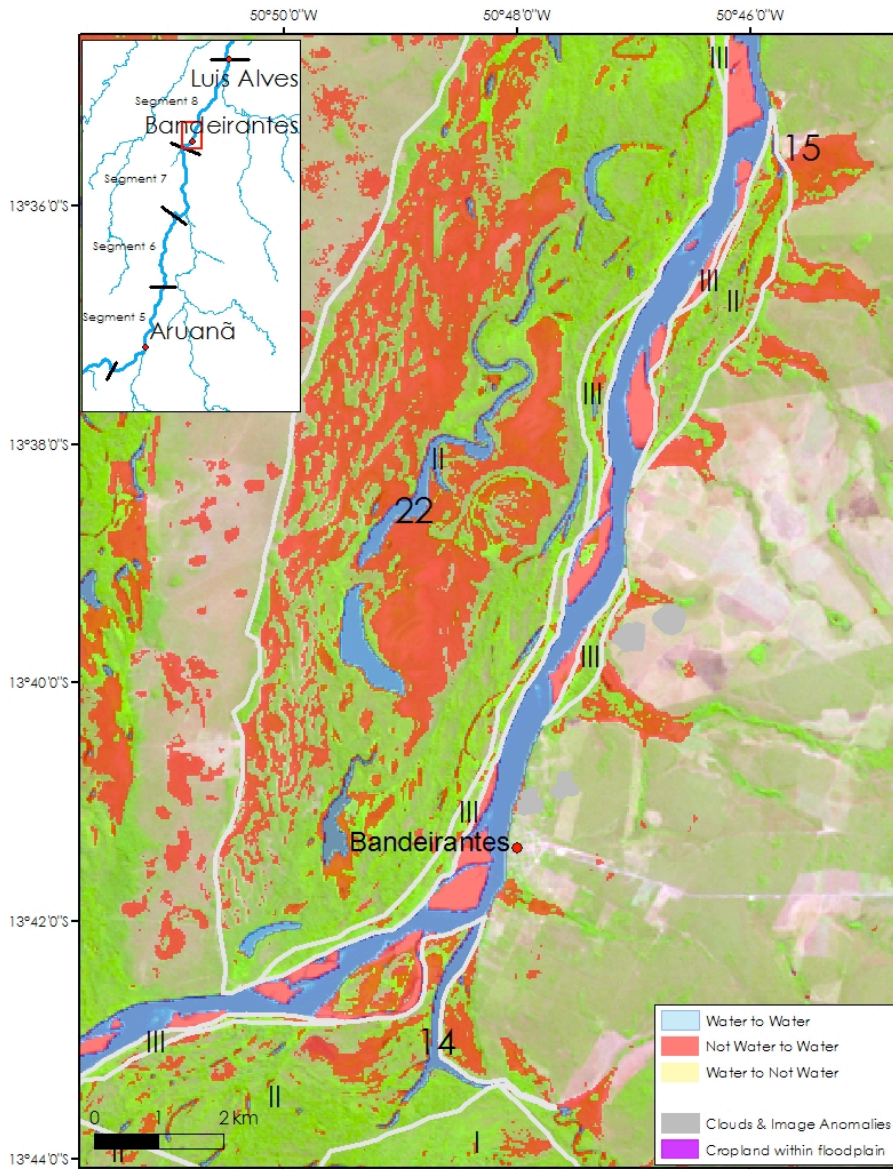 50°50'0"W 50°48'0"W 50°46'0"W
III
Luis Alves
Segment 8
Bandeirantes
15
Segment 7
13°36'0"S
Segment 6
III
II
Segment 5
Aruanã
III
13°38'0"S
II
22
III
13°40'0"S
III
Bandeirantes
13°42'0"S
Water to Water
III
14
Not Water to Water
Water to Not Water
II
0 1 2 km
Clouds & Image Anomalies
I
Cropland within floodplain
II
13°44'0"S